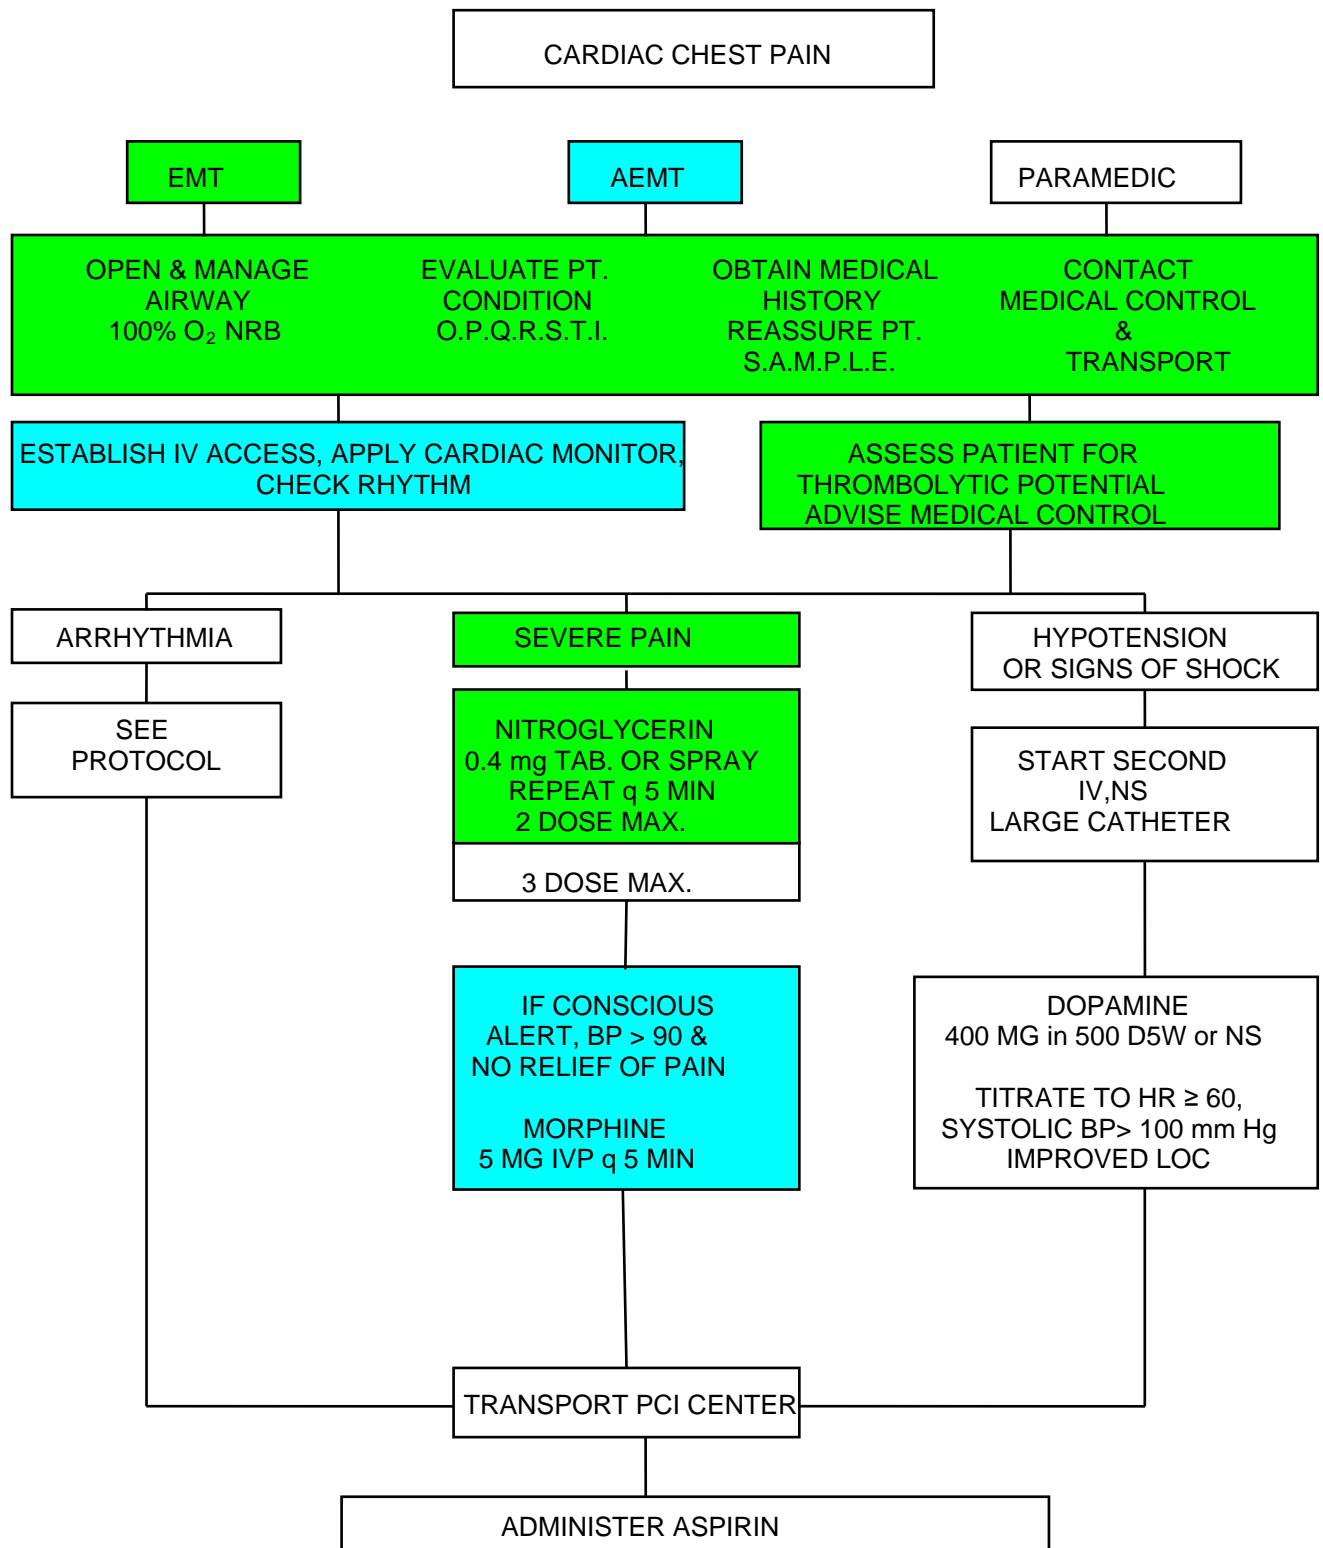 CARDIAC CHEST PAIN
EMT
AEMT
PARAMEDIC
OPEN & MANAGE
AIRWAY
100% O₂ NRB
EVALUATE PT.
CONDITION
O.P.Q.R.S.T.I.
OBTAIN MEDICAL
HISTORY
REASSURE PT.
S.A.M.P.L.E.
CONTACT
MEDICAL CONTROL
&
TRANSPORT
ESTABLISH IV ACCESS, APPLY CARDIAC MONITOR,
CHECK RHYTHM
ASSESS PATIENT FOR
THROMBOLYTIC POTENTIAL
ADVISE MEDICAL CONTROL
ARRHYTHMIA
SEE
PROTOCOL
SEVERE PAIN
NITROGLYCERIN
0.4 mg TAB. OR SPRAY
REPEAT q 5 MIN
2 DOSE MAX.
3 DOSE MAX.
IF CONSCIOUS
ALERT, BP > 90 &
NO RELIEF OF PAIN
MORPHINE
5 MG IVP q 5 MIN
HYPOTENSION
OR SIGNS OF SHOCK
START SECOND
IV,NS
LARGE CATHETER
DOPAMINE
400 MG in 500 D5W or NS
TITRATE TO HR ≥ 60,
SYSTOLIC BP> 100 mm Hg
IMPROVED LOC
TRANSPORT PCI CENTER
ADMINISTER ASPIRIN